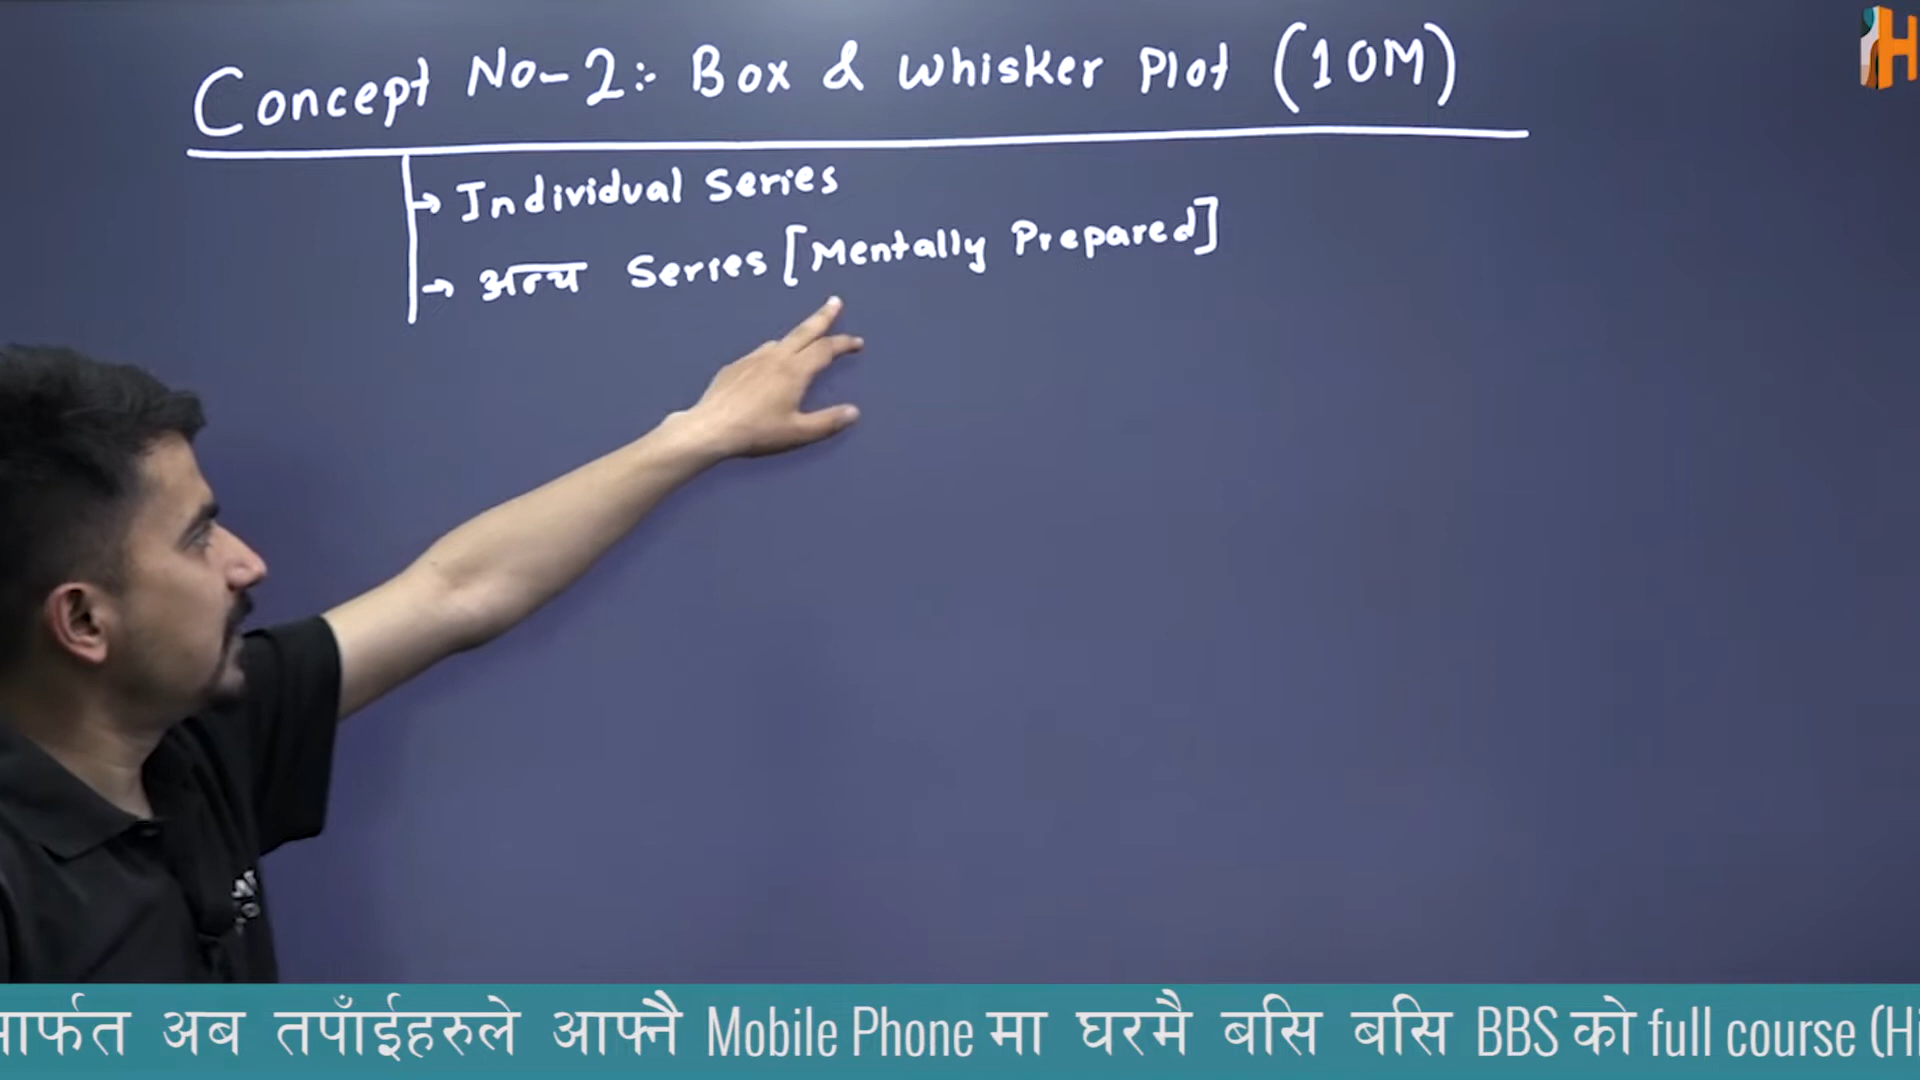 Concept No-2:- Box & Whisker Plot (10M)
→ Individual Series
→ अन्य Series [Mentally Prepared]
मार्फत अब तपाँईहरुले आफ्नै Mobile Phone मा घरमै बसि बसि BBS को full course (Hi